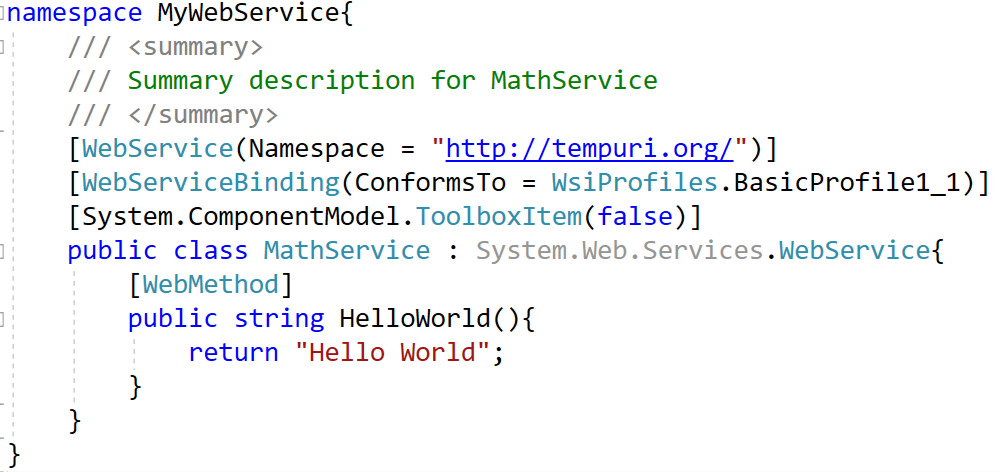 namespace MyWebService{
/// <summary>
/// Summary description for MathService
/// </summary>
[WebService(Namespace = "http://tempuri.org/")]
[WebServiceBinding(ConformsTo = WsiProfiles.BasicProfile1_1)]
[System.ComponentModel.ToolboxItem(false)]
public class MathService : System.Web.Services.WebService{
[WebMethod]
public string HelloWorld(){
return "Hello World";
}
}
}